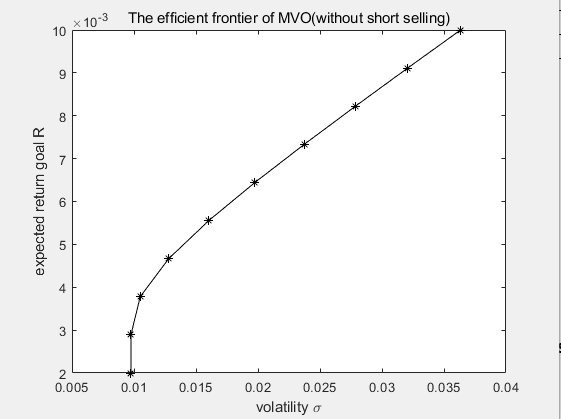 The efficient frontier of MVO(without short selling)
×10-3
10
9
8
7
6
5
4
3
2
expected return goal R
0.005 0.01 0.015 0.02 0.025 0.03 0.035 0.04
volatility σ